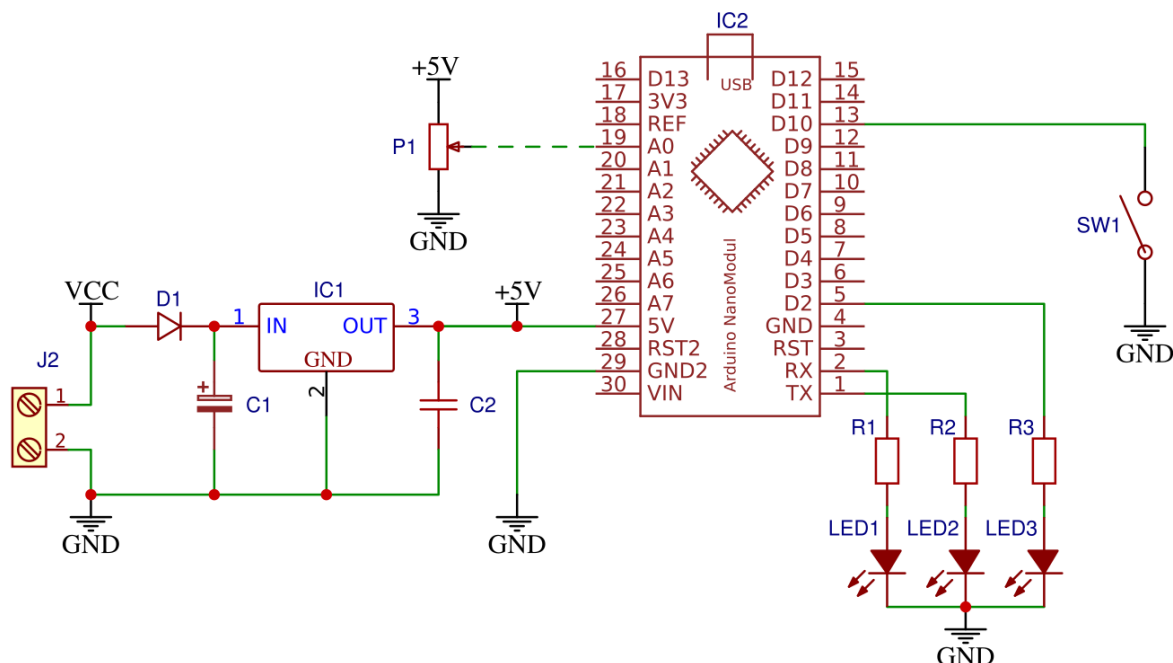 IC2
USB
+5V
P1
GND
16 D13
17 3V3
18 REF
19 A0
20 A1
21 A2
22 A3
23 A4
24 A5
25 A6
26 A7
27 5V
28 RST2
29 GND2
30 VIN
Arduino NanoModul
D12 15
D11 14
D10 13
D9 12
D8 11
D7 10
D6 9
D5 8
D4 7
D3 6
D2 5
GND 4
RST 3
RX 2
TX 1
SW1
GND
VCC
D1
IC1
+5V
1 IN
OUT 3
GND
2
J2
1
2
+
C1
C2
GND
GND
R1
R2
R3
LED1
LED2
LED3
GND